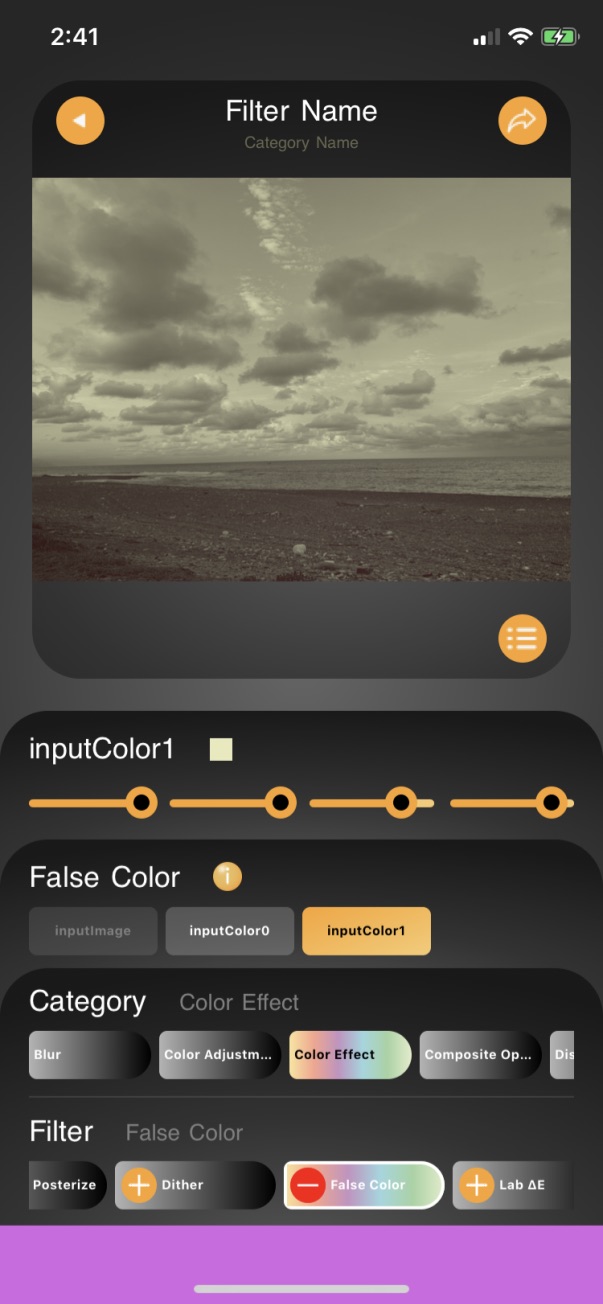 2:41
Filter Name
Category Name
inputColor1
False Color
inputImage
inputColor0
inputColor1
Category
Color Effect
Blur
Color Adjustm...
Color Effect
Composite Op...
Dis
Filter
False Color
Posterize
Dither
False Color
Lab ΔE